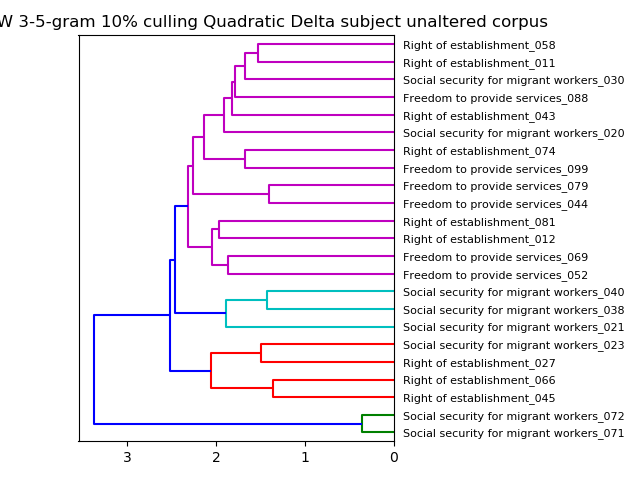 W 3-5-gram 10% culling Quadratic Delta subject unaltered corpus
Right of establishment_058
Right of establishment_011
Social security for migrant workers_030
Freedom to provide services_088
Right of establishment_043
Social security for migrant workers_020
Right of establishment_074
Freedom to provide services_099
Freedom to provide services_079
Freedom to provide services_044
Right of establishment_081
Right of establishment_012
Freedom to provide services_069
Freedom to provide services_052
Social security for migrant workers_040
Social security for migrant workers_038
Social security for migrant workers_021
Social security for migrant workers_023
Right of establishment_027
Right of establishment_066
Right of establishment_045
Social security for migrant workers_072
Social security for migrant workers_071
3 2 1 0